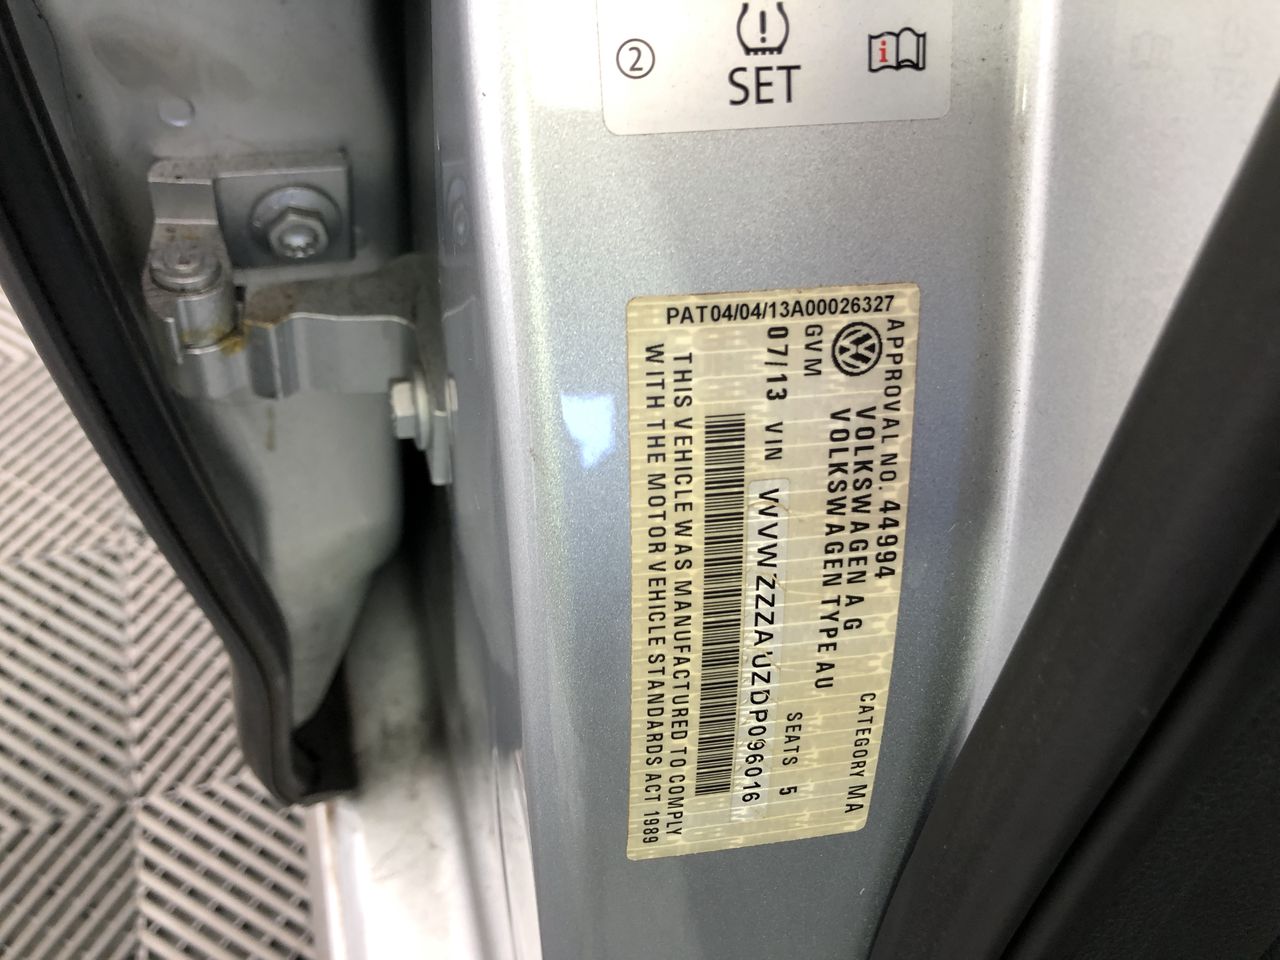 ②
SET
i
PAT04/04/13A00026327
APPROVAL NO. 44994
VOLKSWAGEN A G
CATEGORY MA
VOLKSWAGEN TYPE AU
GVM
SEATS 5
07/13 VIN WVWZZZAUZDP096016
THIS VEHICLE WAS MANUFACTURED TO COMPLY
WITH THE MOTOR VEHICLE STANDARDS ACT 1989